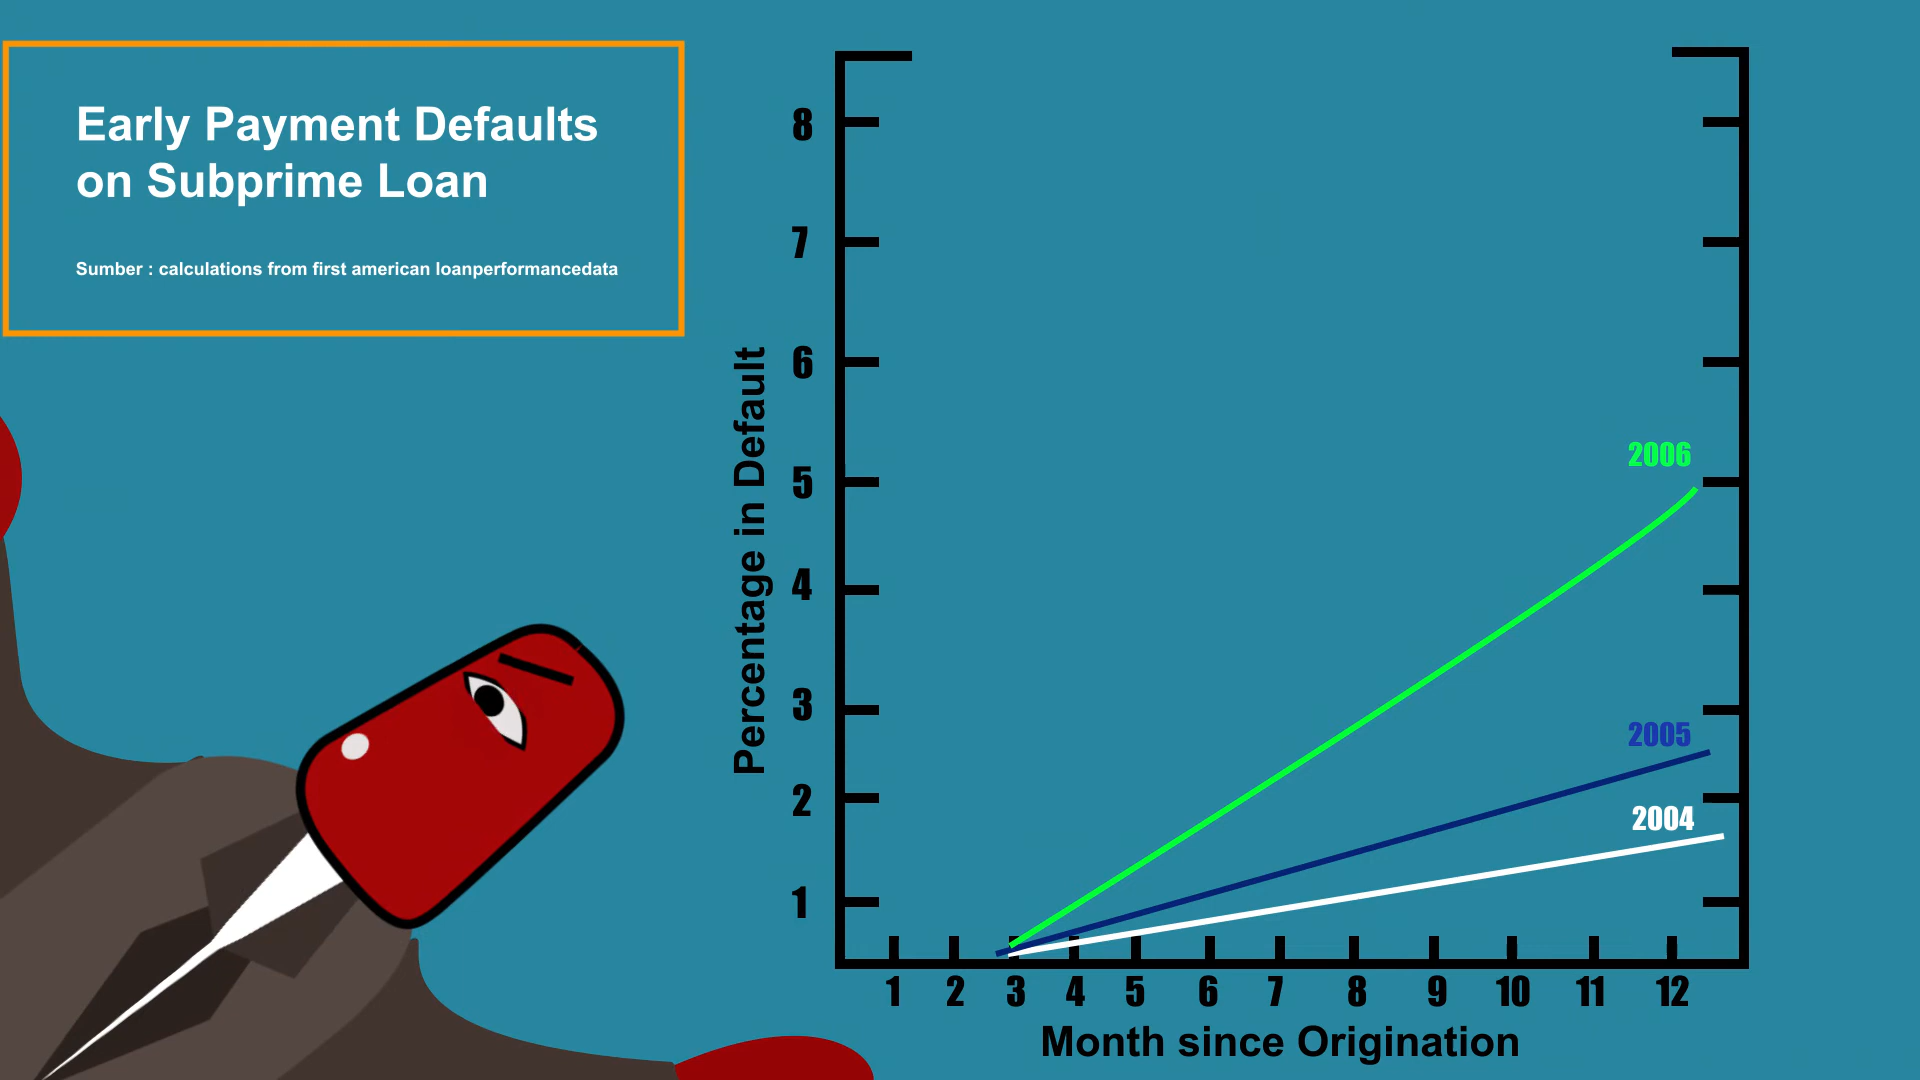 Early Payment Defaults
on Subprime Loan
Sumber : calculations from first american loanperformancedata
Percentage in Default
8
7
6
5
4
3
2
1
2006
2005
2004
1 2 3 4 5 6 7 8 9 10 11 12
Month since Origination